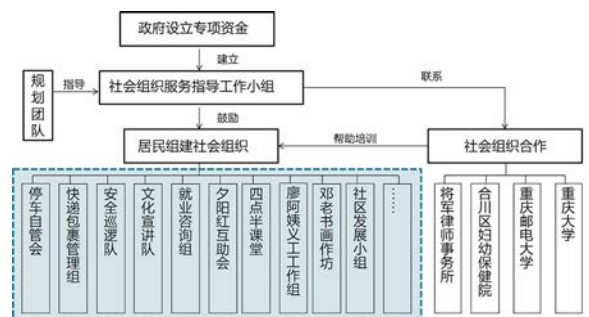 政府设立专项资金
建立
规划团队
指导
社会组织服务指导工作小组
联系
鼓励
居民组建社会组织
帮助培训
社会组织合作
停车自管会
快递包裹管理组
安全巡逻队
文化宣讲队
就业咨询组
夕阳红互助会
四点半课堂
廖阿姨义工工作组
邓老书画作坊
社区发展小组
……
将军律师事务所
合川区妇幼保健院
重庆邮电大学
重庆大学